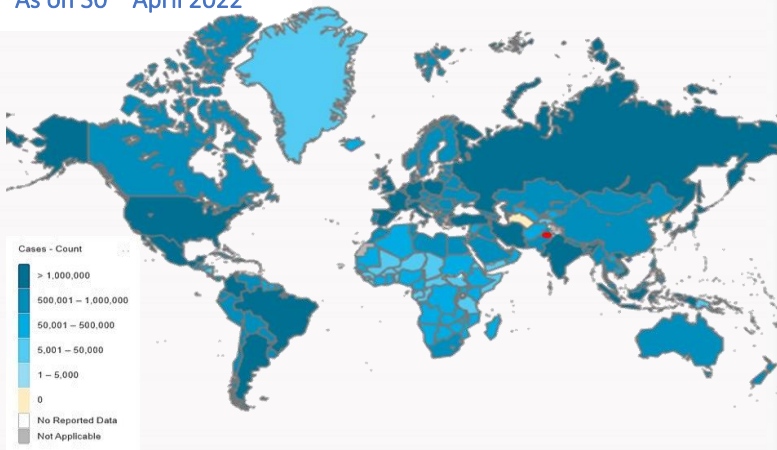 As on 30 April 2022
Cases - Count
> 1,000,000
500,001 – 1,000,000
50,001 – 500,000
5,001 – 50,000
1 – 5,000
0
No Reported Data
Not Applicable